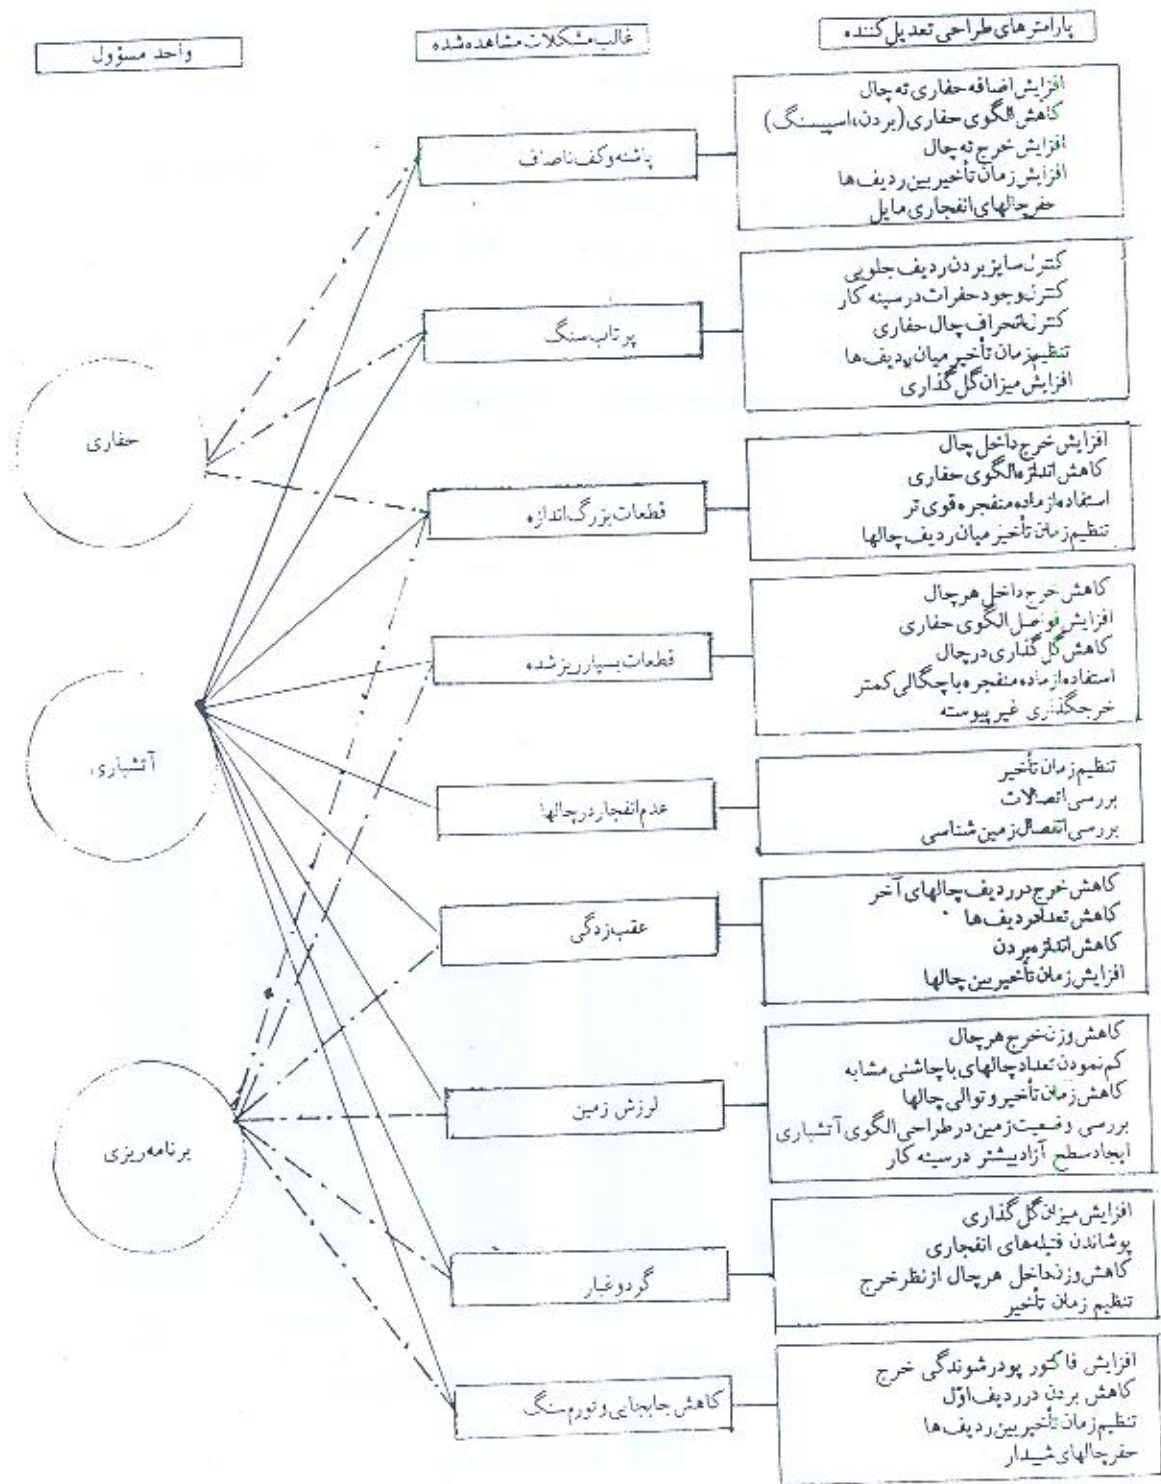 پارامترهای طراحی تعدیل‌کننده
غالب مشکلات مشاهده شده
واحد مسؤول
افزایش اضافه حفاری ته چال
کاهش الگوی حفاری (بردن، اسپیسنگ)
افزایش خرج ته چال
افزایش زمان تأخیر بین ردیف ها
حفر چالهای انفجاری مایل
پاشنه و کف ناصاف
کنترل سایز بردن ردیف جلویی
کنترل وجود حفرات در سینه کار
کنترل انحراف چال حفاری
تنظیم زمان تأخیر میان ردیف ها
افزایش میزان گل گذاری
پرتاب سنگ
حفاری
افزایش خرج داخل چال
کاهش اندازه الگوی حفاری
استفاده از ماده منفجره قوی تر
تنظیم زمان تأخیر میان ردیف چالها
قطعات بزرگ اندازه
کاهش خرج داخل هر چال
افزایش فواصل الگوی حفاری
کاهش گل گذاری در چال
استفاده از ماده منفجره با چگالی کمتر
خرجگذاری غیر پیوسته
قطعات بسیار ریز شده
آتشباری
تنظیم زمان تأخیر
بررسی اتصالات
بررسی اتصال زمین شناسی
عدم انفجار در چالها
کاهش خرج در ردیف چالهای آخر
کاهش تعداد ردیف ها
کاهش اندازه بردن
افزایش زمان تأخیر بین چالها
عقب زدگی
کاهش وزن خرج هر چال
کم نمودن تعداد چالهای با چاشنی مشابه
کاهش زمان تأخیر و توالی چالها
بررسی وضعیت زمین در طراحی الگوی آتشباری
ایجاد سطح آزاد بیشتر در سینه کار
لرزش زمین
برنامه ریزی
افزایش میزان گل گذاری
پوشاندن فتیله های انفجاری
کاهش وزن داخل هر چال از نظر خرج
تنظیم زمان تأخیر
گرد و غبار
افزایش فاکتور پودر شوندگی خرج
کاهش بردن در ردیف اوّل
تنظیم زمان تأخیر بین ردیف ها
حفر چالهای شیبدار
کاهش جابجایی و تورم سنگ